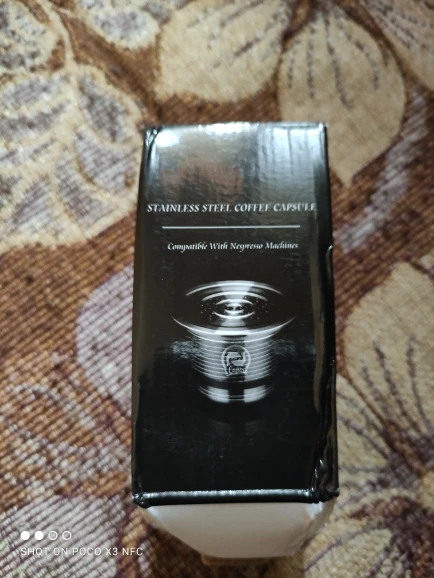 STAINLESS STEEL COFFEE CAPSULE
Compatible With Nespresso Machines
SHOT ON POCO X3 NFC